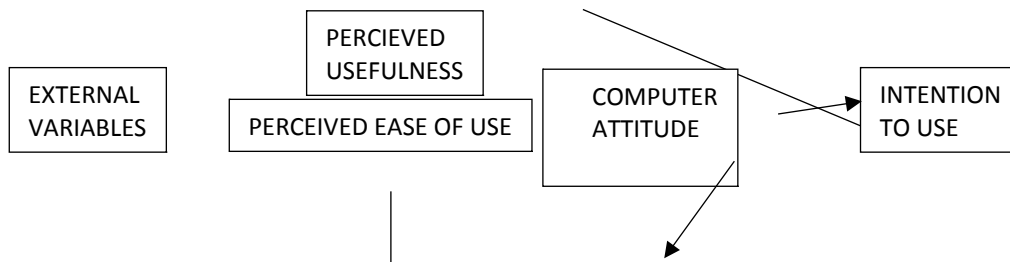 EXTERNAL
VARIABLES
PERCIEVED
USEFULNESS
PERCEIVED EASE OF USE
COMPUTER
ATTITUDE
INTENTION
TO USE